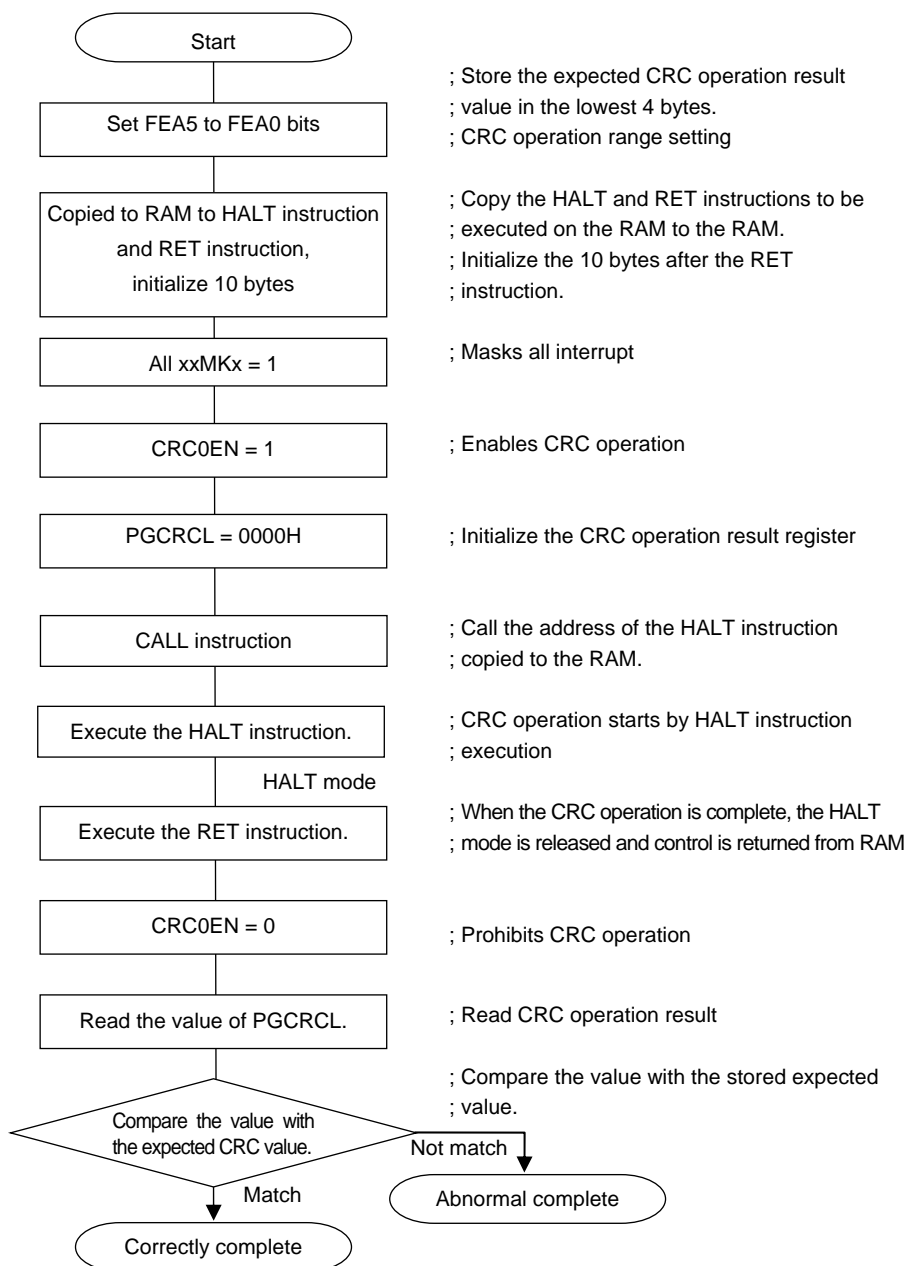 Start
; Store the expected CRC operation result
; value in the lowest 4 bytes.
Set FEA5 to FEA0 bits
; CRC operation range setting
Copied to RAM to HALT instruction
and RET instruction,
initialize 10 bytes
; Copy the HALT and RET instructions to be
; executed on the RAM to the RAM.
; Initialize the 10 bytes after the RET
; instruction.
All xxMKx = 1
; Masks all interrupt
CRC0EN = 1
; Enables CRC operation
PGCRCL = 0000H
; Initialize the CRC operation result register
CALL instruction
; Call the address of the HALT instruction
; copied to the RAM.
Execute the HALT instruction.
; CRC operation starts by HALT instruction
; execution
HALT mode
Execute the RET instruction.
; When the CRC operation is complete, the HALT
; mode is released and control is returned from RAM
CRC0EN = 0
; Prohibits CRC operation
Read the value of PGCRCL.
; Read CRC operation result
; Compare the value with the stored expected
; value.
Compare the value with
the expected CRC value.
Not match
Match
Abnormal complete
Correctly complete